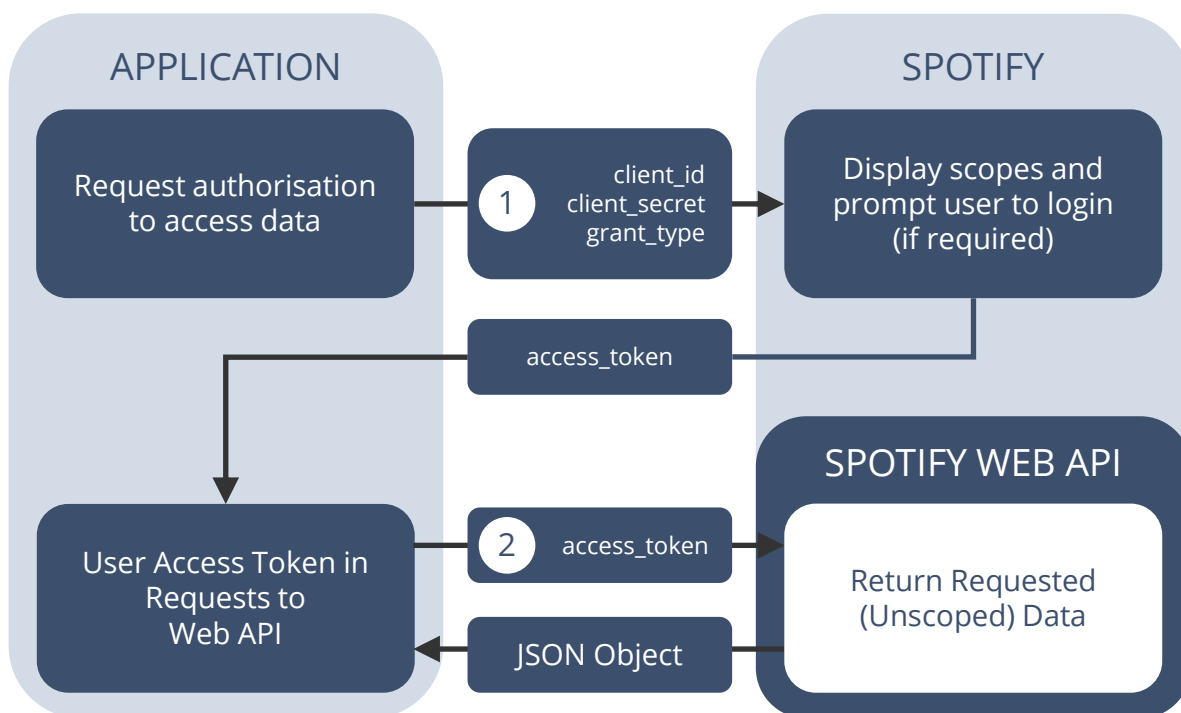 APPLICATION
SPOTIFY
Request authorisation
to access data
1
client_id
client_secret
grant_type
Display scopes and
prompt user to login
(if required)
access_token
SPOTIFY WEB API
User Access Token in
Requests to
Web API
2
access_token
Return Requested
(Unscoped) Data
JSON Object